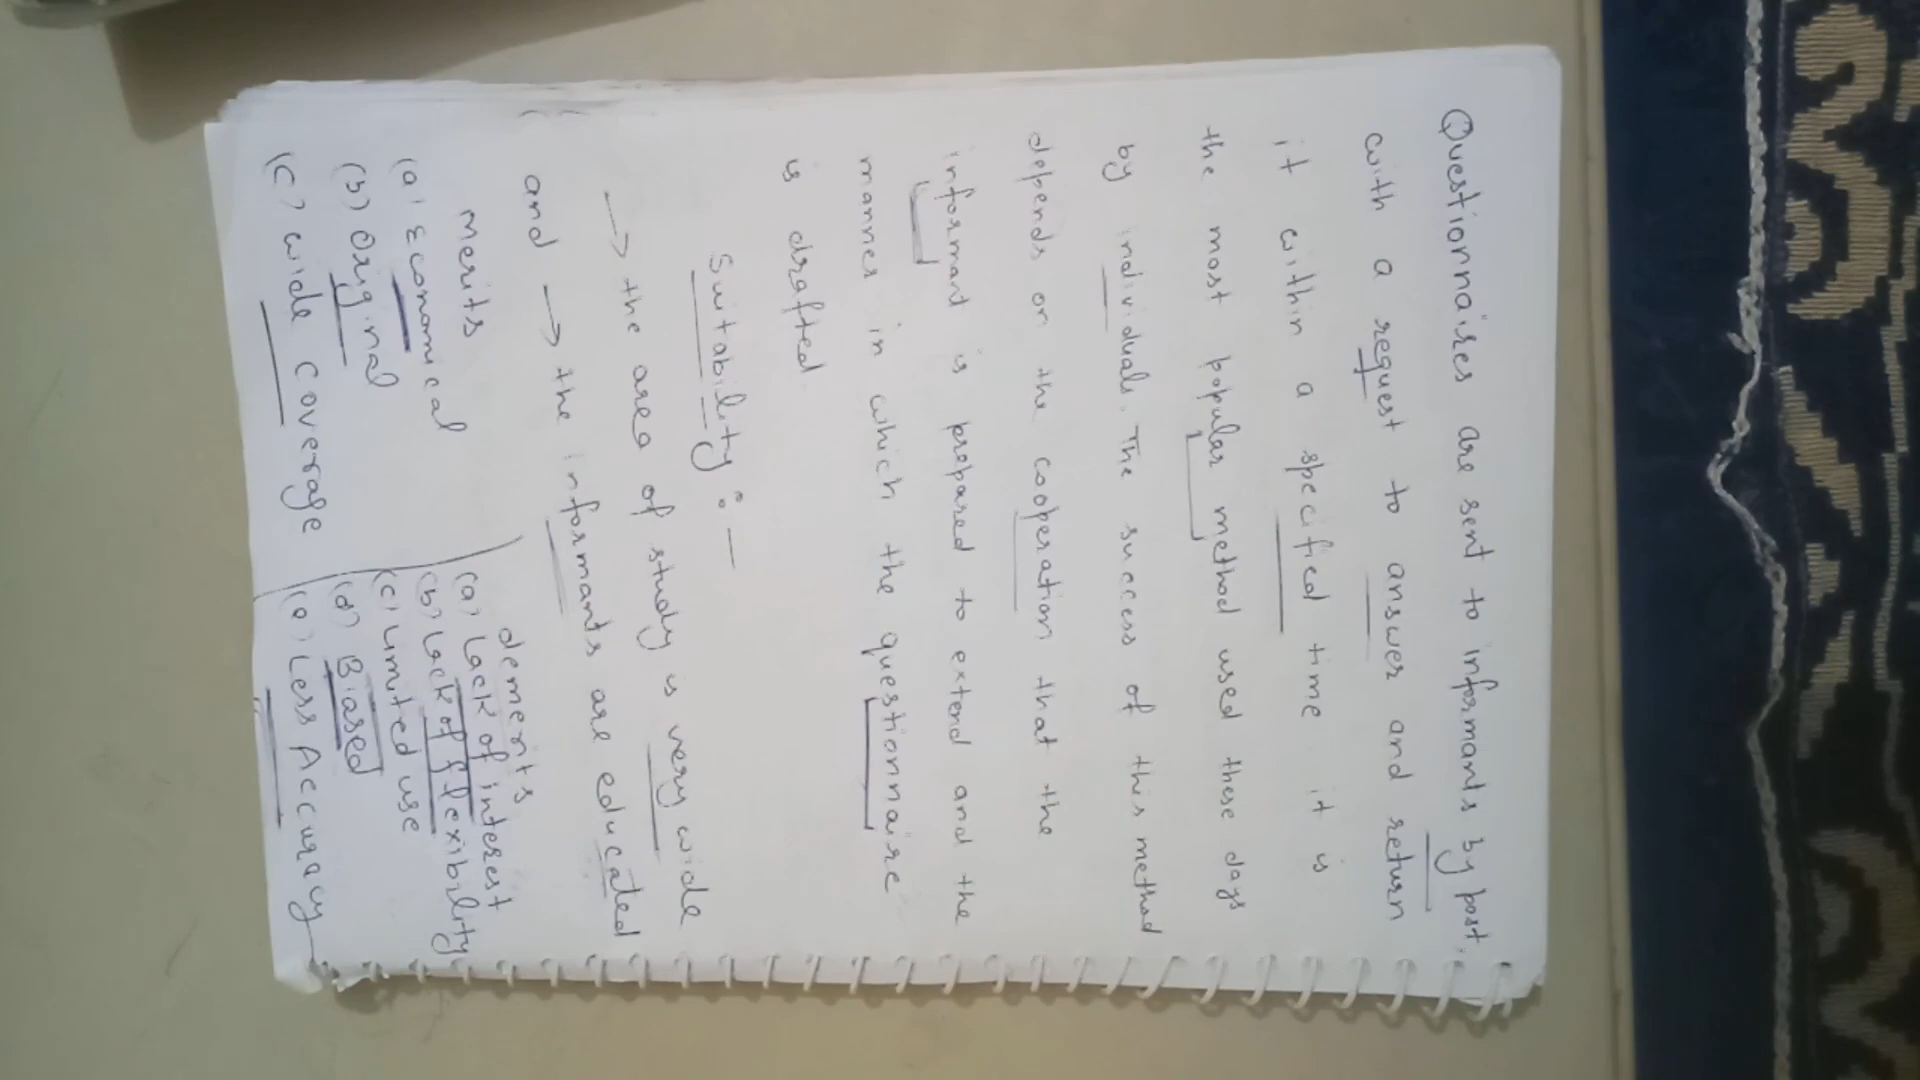 Questionnaires are sent to informants by post,
with a request to answer and return
it within a specified time. it is
the most popular method used these days
by individuals. The success of this method
depends on the cooperation that the
informant is prepared to extend and the
manner in which the questionnaire
is drafted.
Suitability : —
→ the area of study is very wide
and → the informants are educated
merits
(a) Economical
(b) Original
(c) wide coverage
demerits
(a) Lack of interest
(b) Lack of flexibility
(c) Limited use
(d) Biased
(e) Less Accuracy